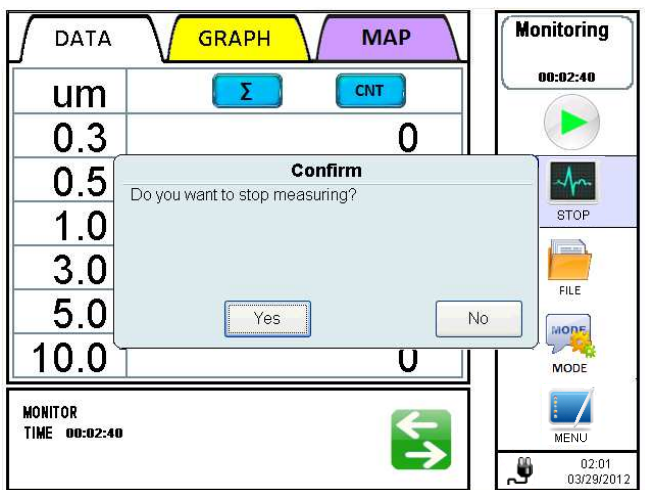 DATA
GRAPH
MAP
um
Σ
CNT
0.3
0
0.5
1.0
3.0
5.0
10.0
0
Confirm
Do you want to stop measuring?
Yes
No
MONITOR
TIME 00:02:40
Monitoring
00:02:40
STOP
FILE
MODE
MODE
MENU
02:01
03/29/2012